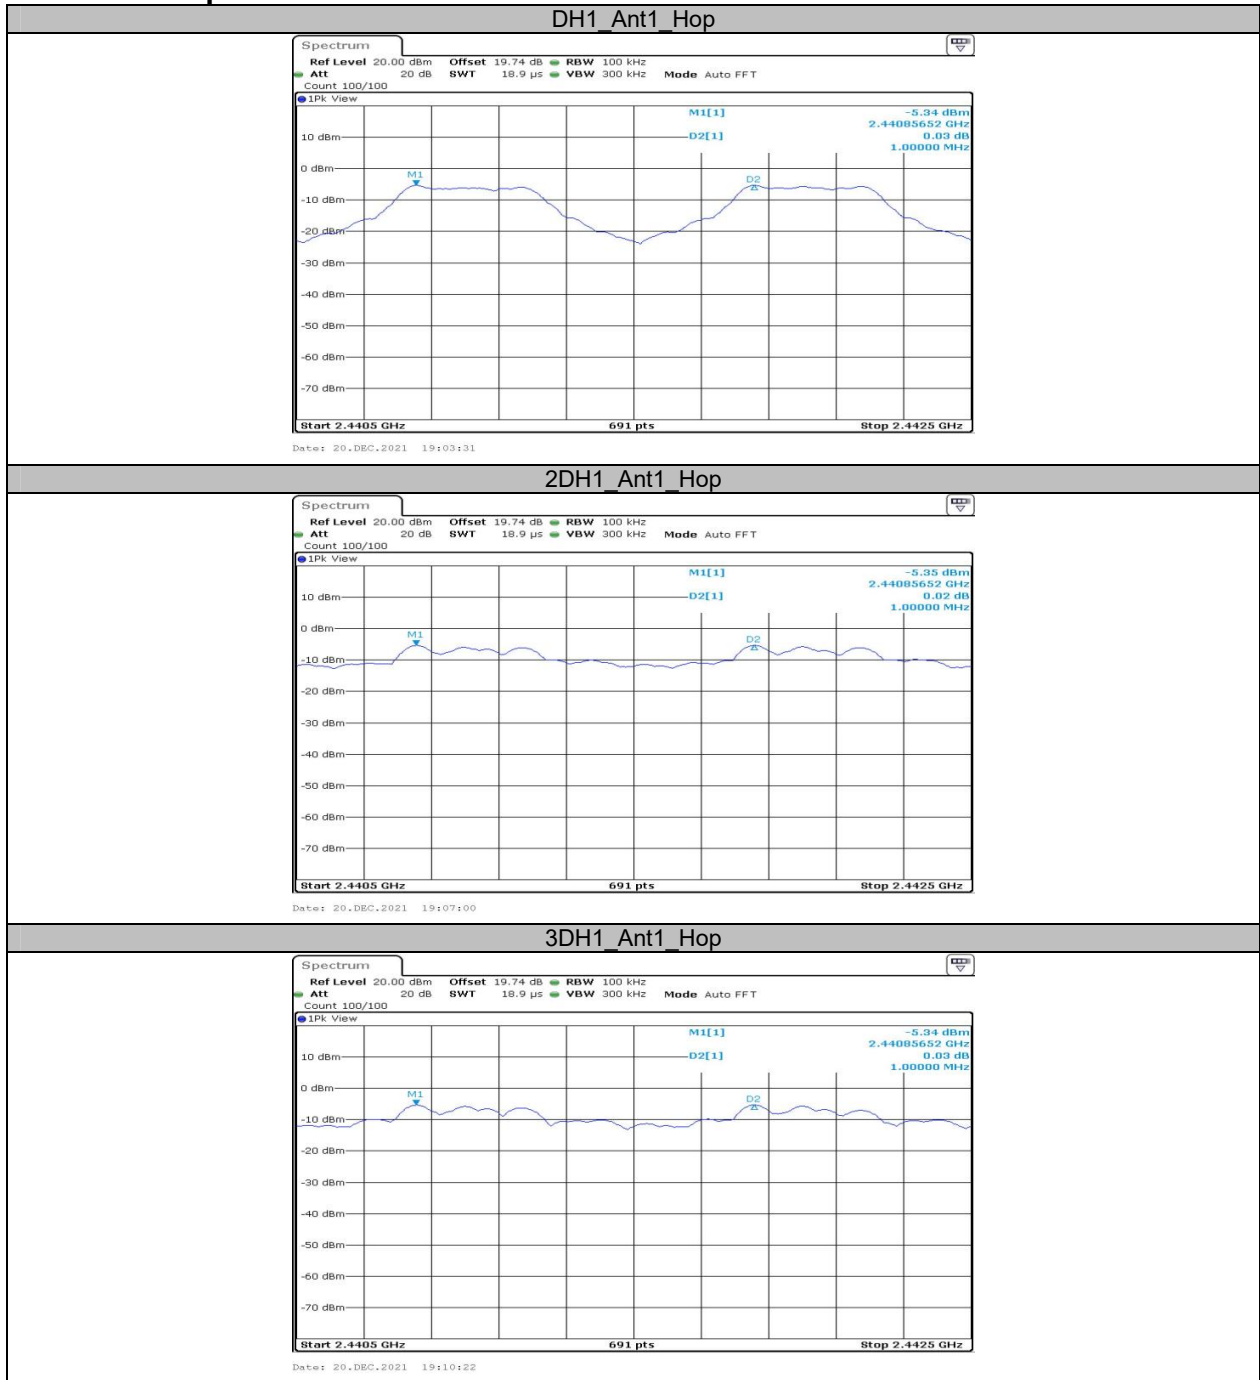 DH1_Ant1_Hop
Spectrum
Ref Level 20.00 dBm Offset 19.74 dB RBW 100 kHz
Att 20 dB SWT 18.9 µs VBW 300 kHz Mode Auto FFT
Count 100/100
1Pk View
M1[1] -5.34 dBm
2.44085652 GHz
10 dBm D2[1] 0.03 dB
1.00000 MHz
0 dBm
M1 D2
-10 dBm
-20 dBm
-30 dBm
-40 dBm
-50 dBm
-60 dBm
-70 dBm
Start 2.4405 GHz 691 pts Stop 2.4425 GHz
Date: 20.DEC.2021 19:03:31
2DH1_Ant1_Hop
Spectrum
Ref Level 20.00 dBm Offset 19.74 dB RBW 100 kHz
Att 20 dB SWT 18.9 µs VBW 300 kHz Mode Auto FFT
Count 100/100
1Pk View
M1[1] -5.35 dBm
2.44085652 GHz
10 dBm D2[1] 0.02 dB
1.00000 MHz
0 dBm
M1 D2
-10 dBm
-20 dBm
-30 dBm
-40 dBm
-50 dBm
-60 dBm
-70 dBm
Start 2.4405 GHz 691 pts Stop 2.4425 GHz
Date: 20.DEC.2021 19:07:00
3DH1_Ant1_Hop
Spectrum
Ref Level 20.00 dBm Offset 19.74 dB RBW 100 kHz
Att 20 dB SWT 18.9 µs VBW 300 kHz Mode Auto FFT
Count 100/100
1Pk View
M1[1] -5.34 dBm
2.44085652 GHz
10 dBm D2[1] 0.03 dB
1.00000 MHz
0 dBm
M1 D2
-10 dBm
-20 dBm
-30 dBm
-40 dBm
-50 dBm
-60 dBm
-70 dBm
Start 2.4405 GHz 691 pts Stop 2.4425 GHz
Date: 20.DEC.2021 19:10:22